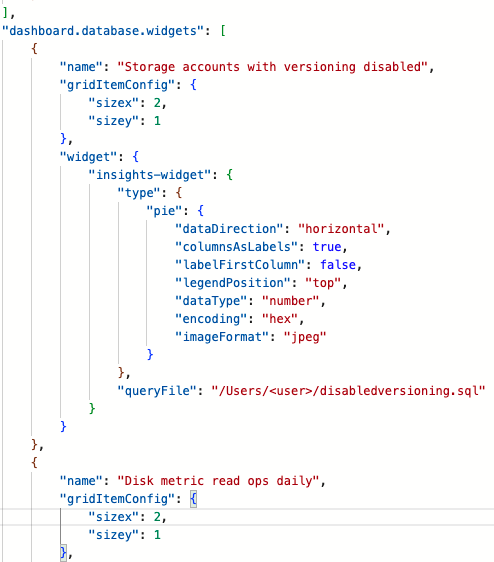 ],
"dashboard.database.widgets": [
{
"name": "Storage accounts with versioning disabled",
"gridItemConfig": {
"sizex": 2,
"sizey": 1
},
"widget": {
"insights-widget": {
"type": {
"pie": {
"dataDirection": "horizontal",
"columnsAsLabels": true,
"labelFirstColumn": false,
"legendPosition": "top",
"dataType": "number",
"encoding": "hex",
"imageFormat": "jpeg"
}
},
"queryFile": "/Users/<user>/disabledversioning.sql"
}
}
},
{
"name": "Disk metric read ops daily",
"gridItemConfig": {
"sizex": 2,
"sizey": 1
},